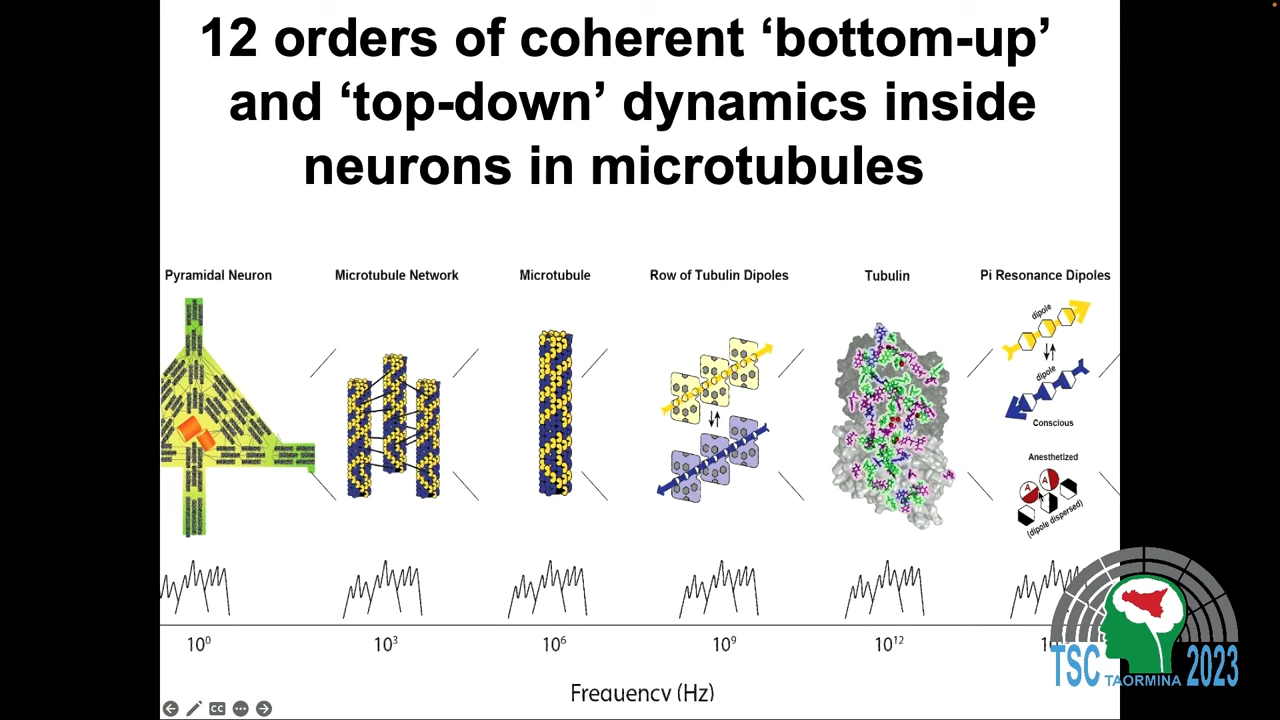 12 orders of coherent ‘bottom-up’
and ‘top-down’ dynamics inside
neurons in microtubules
Pyramidal Neuron
Microtubule Network
Microtubule
Row of Tubulin Dipoles
Tubulin
Pi Resonance Dipoles
dipole
dipole
Conscious
Anesthetized
A
A
(dipole dispersed)
10⁰
10³
10⁶
10⁹
10¹²
Frequency (Hz)
TSC TAORMINA 2023
CC